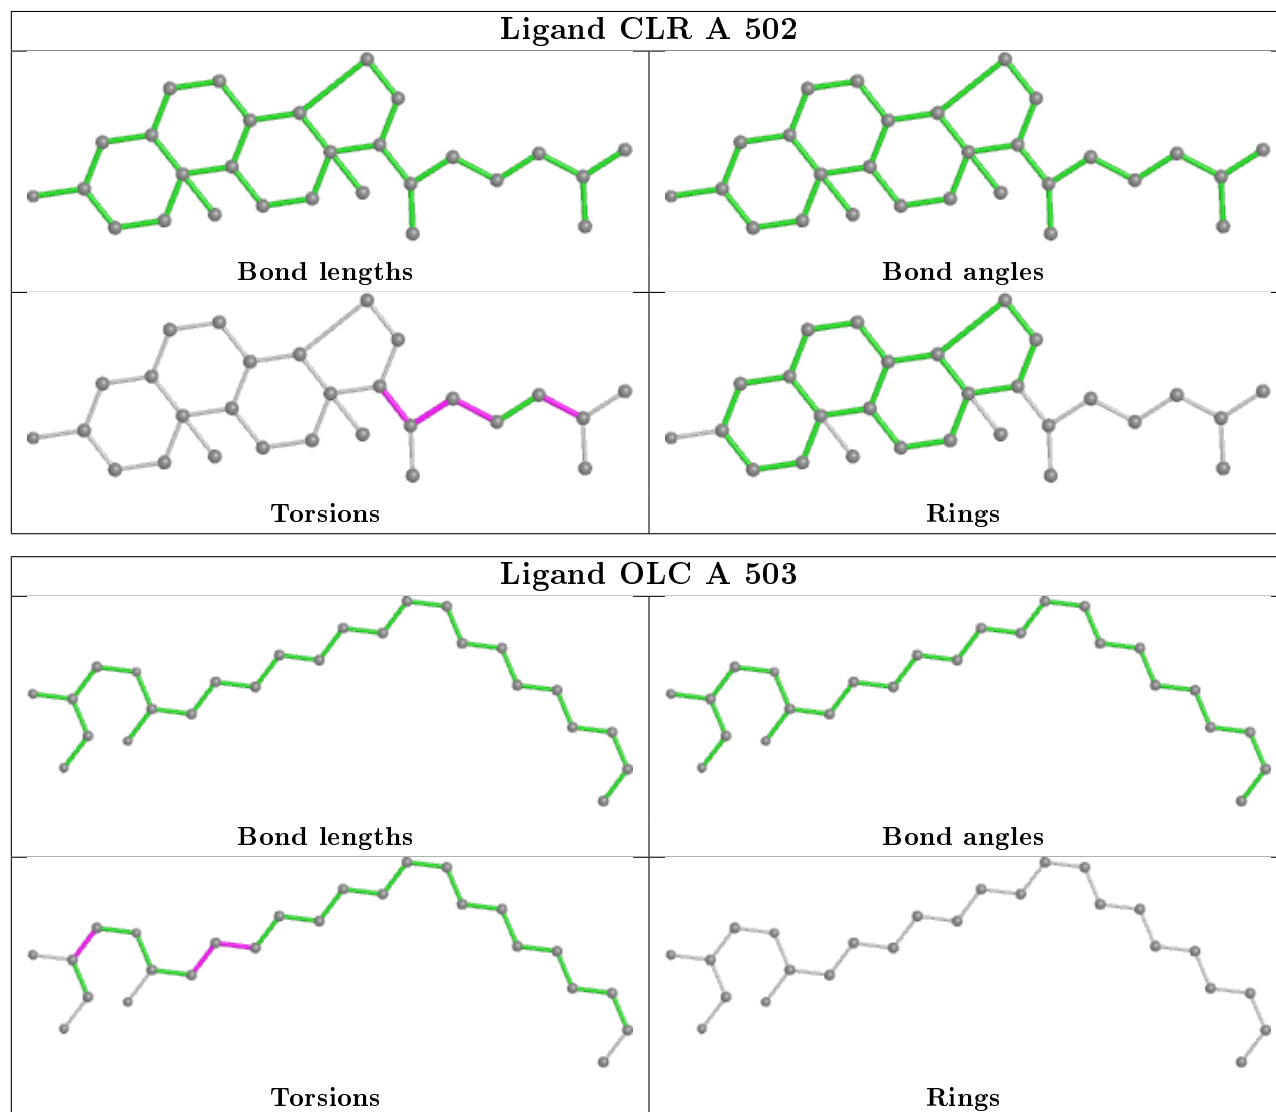 Ligand CLR A 502
Bond lengths
Bond angles
Torsions
Rings
Ligand OLC A 503
Bond lengths
Bond angles
Torsions
Rings